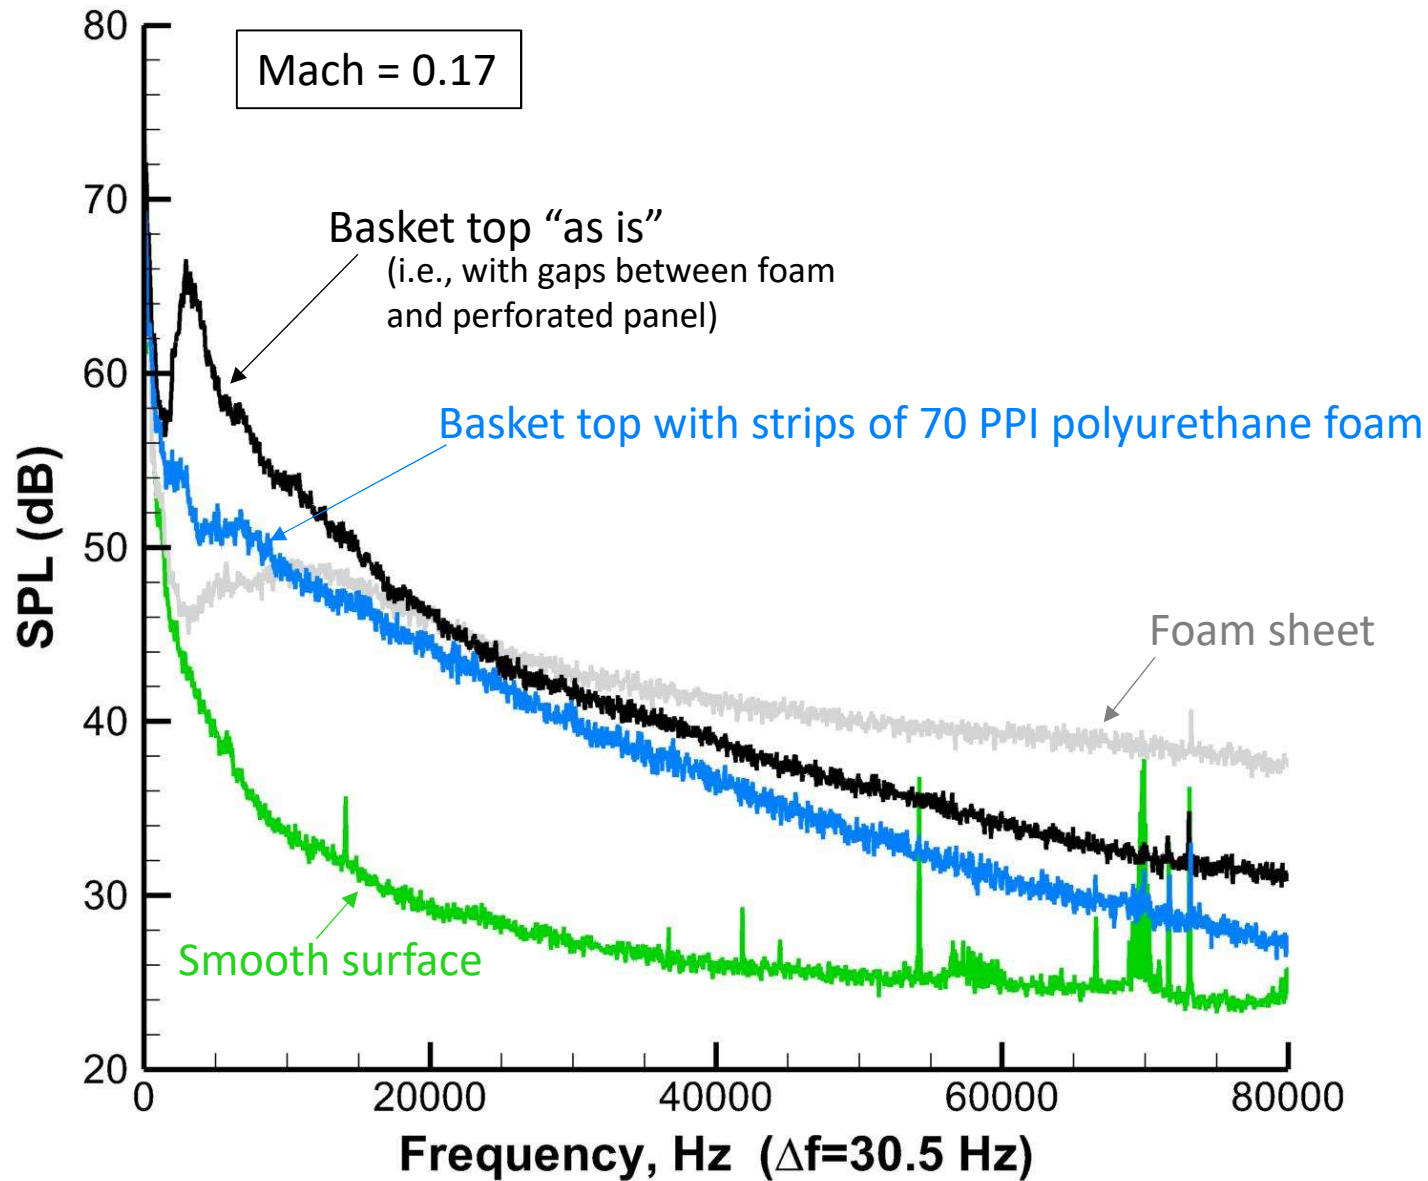 80
Mach = 0.17
70
Basket top “as is”
(i.e., with gaps between foam
and perforated panel)
60
Basket top with strips of 70 PPI polyurethane foam
SPL (dB)
50
Foam sheet
40
30
Smooth surface
20
0 20000 40000 60000 80000
Frequency, Hz (Δf=30.5 Hz)